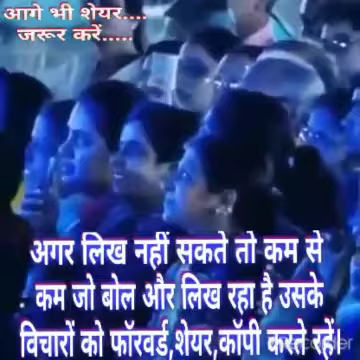 आगे भी शेयर....
जरूर करें.....
अगर लिख नहीं सकते तो कम से
कम जो बोल और लिख रहा है उसके
विचारों को फॉरवर्ड,शेयर,कॉपी करते रहें।